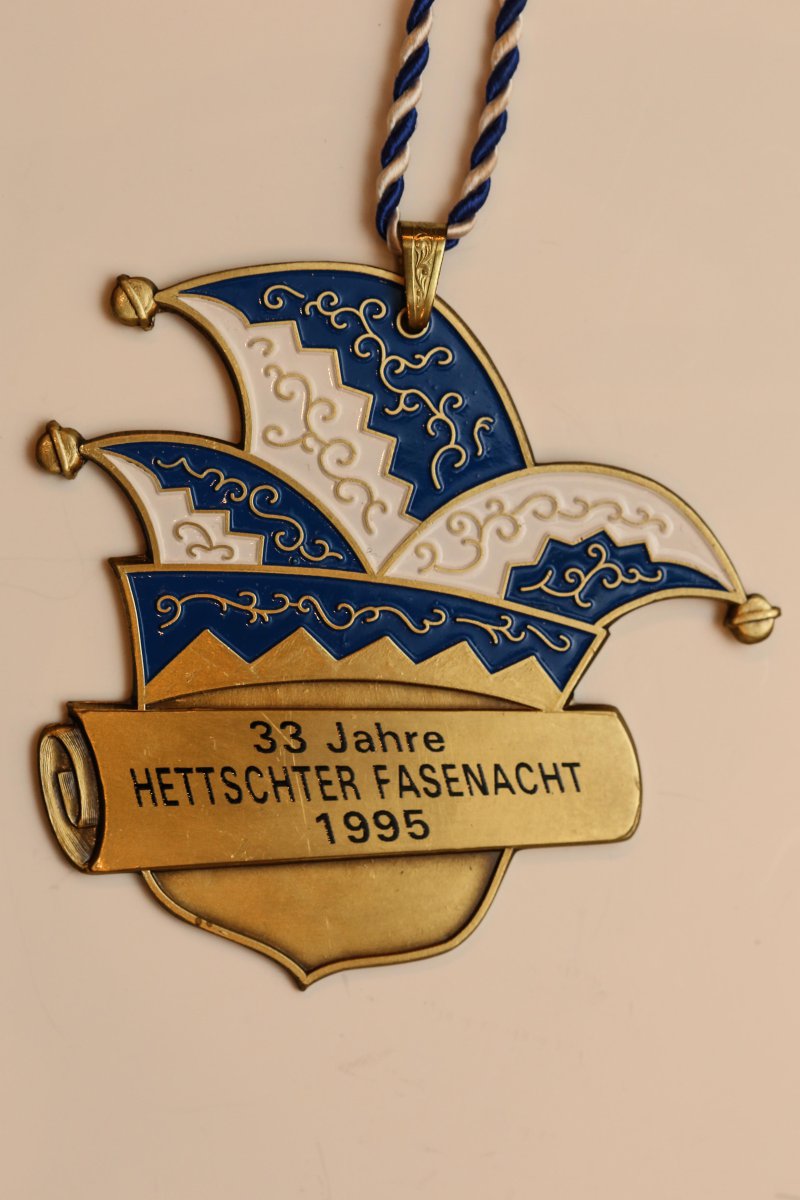 33 Jahre
HETTSCHTER FASENACHT
1995